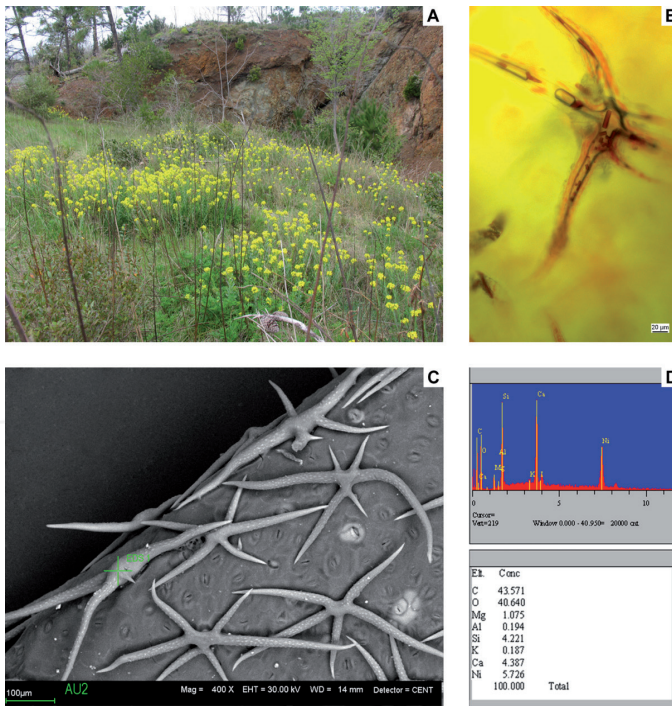 A
B
20 µm
C
100µm
AU2
Mag = 400 X
EHT = 30.00 kV
WD = 14 mm
Detector = CENT
D
Si
Ca
C
O
Al
Ni
Mg
K
Ca
0
5
10
Cursor=
Vert=219
Window 0.000 - 40.950= 20000 cnt
Elt. Conc
C 43.571
O 40.640
Mg 1.075
Al 0.194
Si 4.221
K 0.187
Ca 4.387
Ni 5.726
100.000 Total